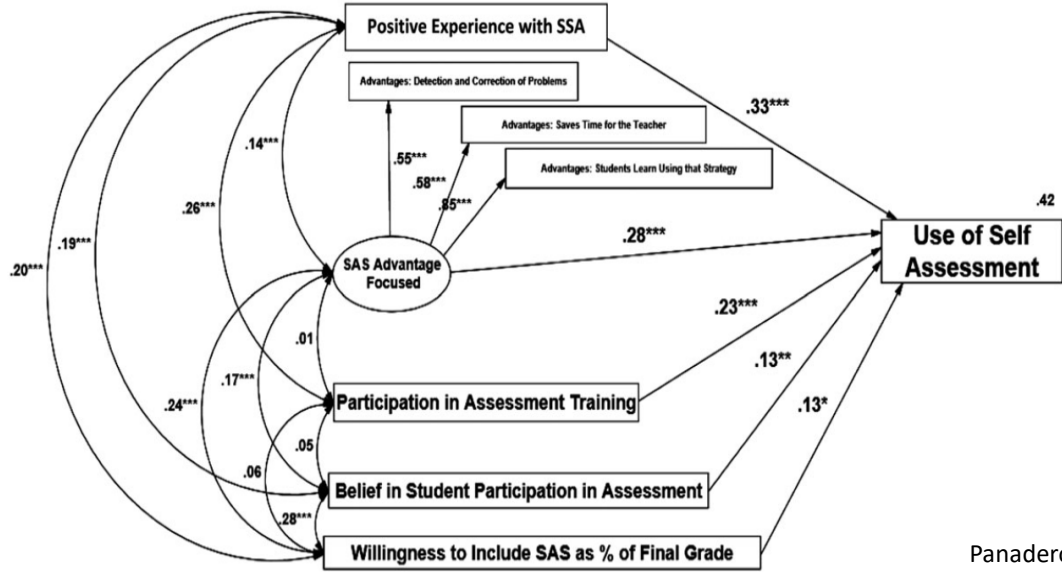 Positive Experience with SSA
Advantages: Detection and Correction of Problems
.33***
Advantages: Saves Time for the Teacher
.14***
.55***
Advantages: Students Learn Using that Strategy
.58***
.85***
.26***
.42
.19***
.28***
Use of Self
Assessment
.20***
SAS Advantage
Focused
.23***
.01
.13**
.17***
.24***
Participation in Assessment Training
.13*
.05
.06
Belief in Student Participation in Assessment
.28***
Willingness to Include SAS as % of Final Grade
Panadero